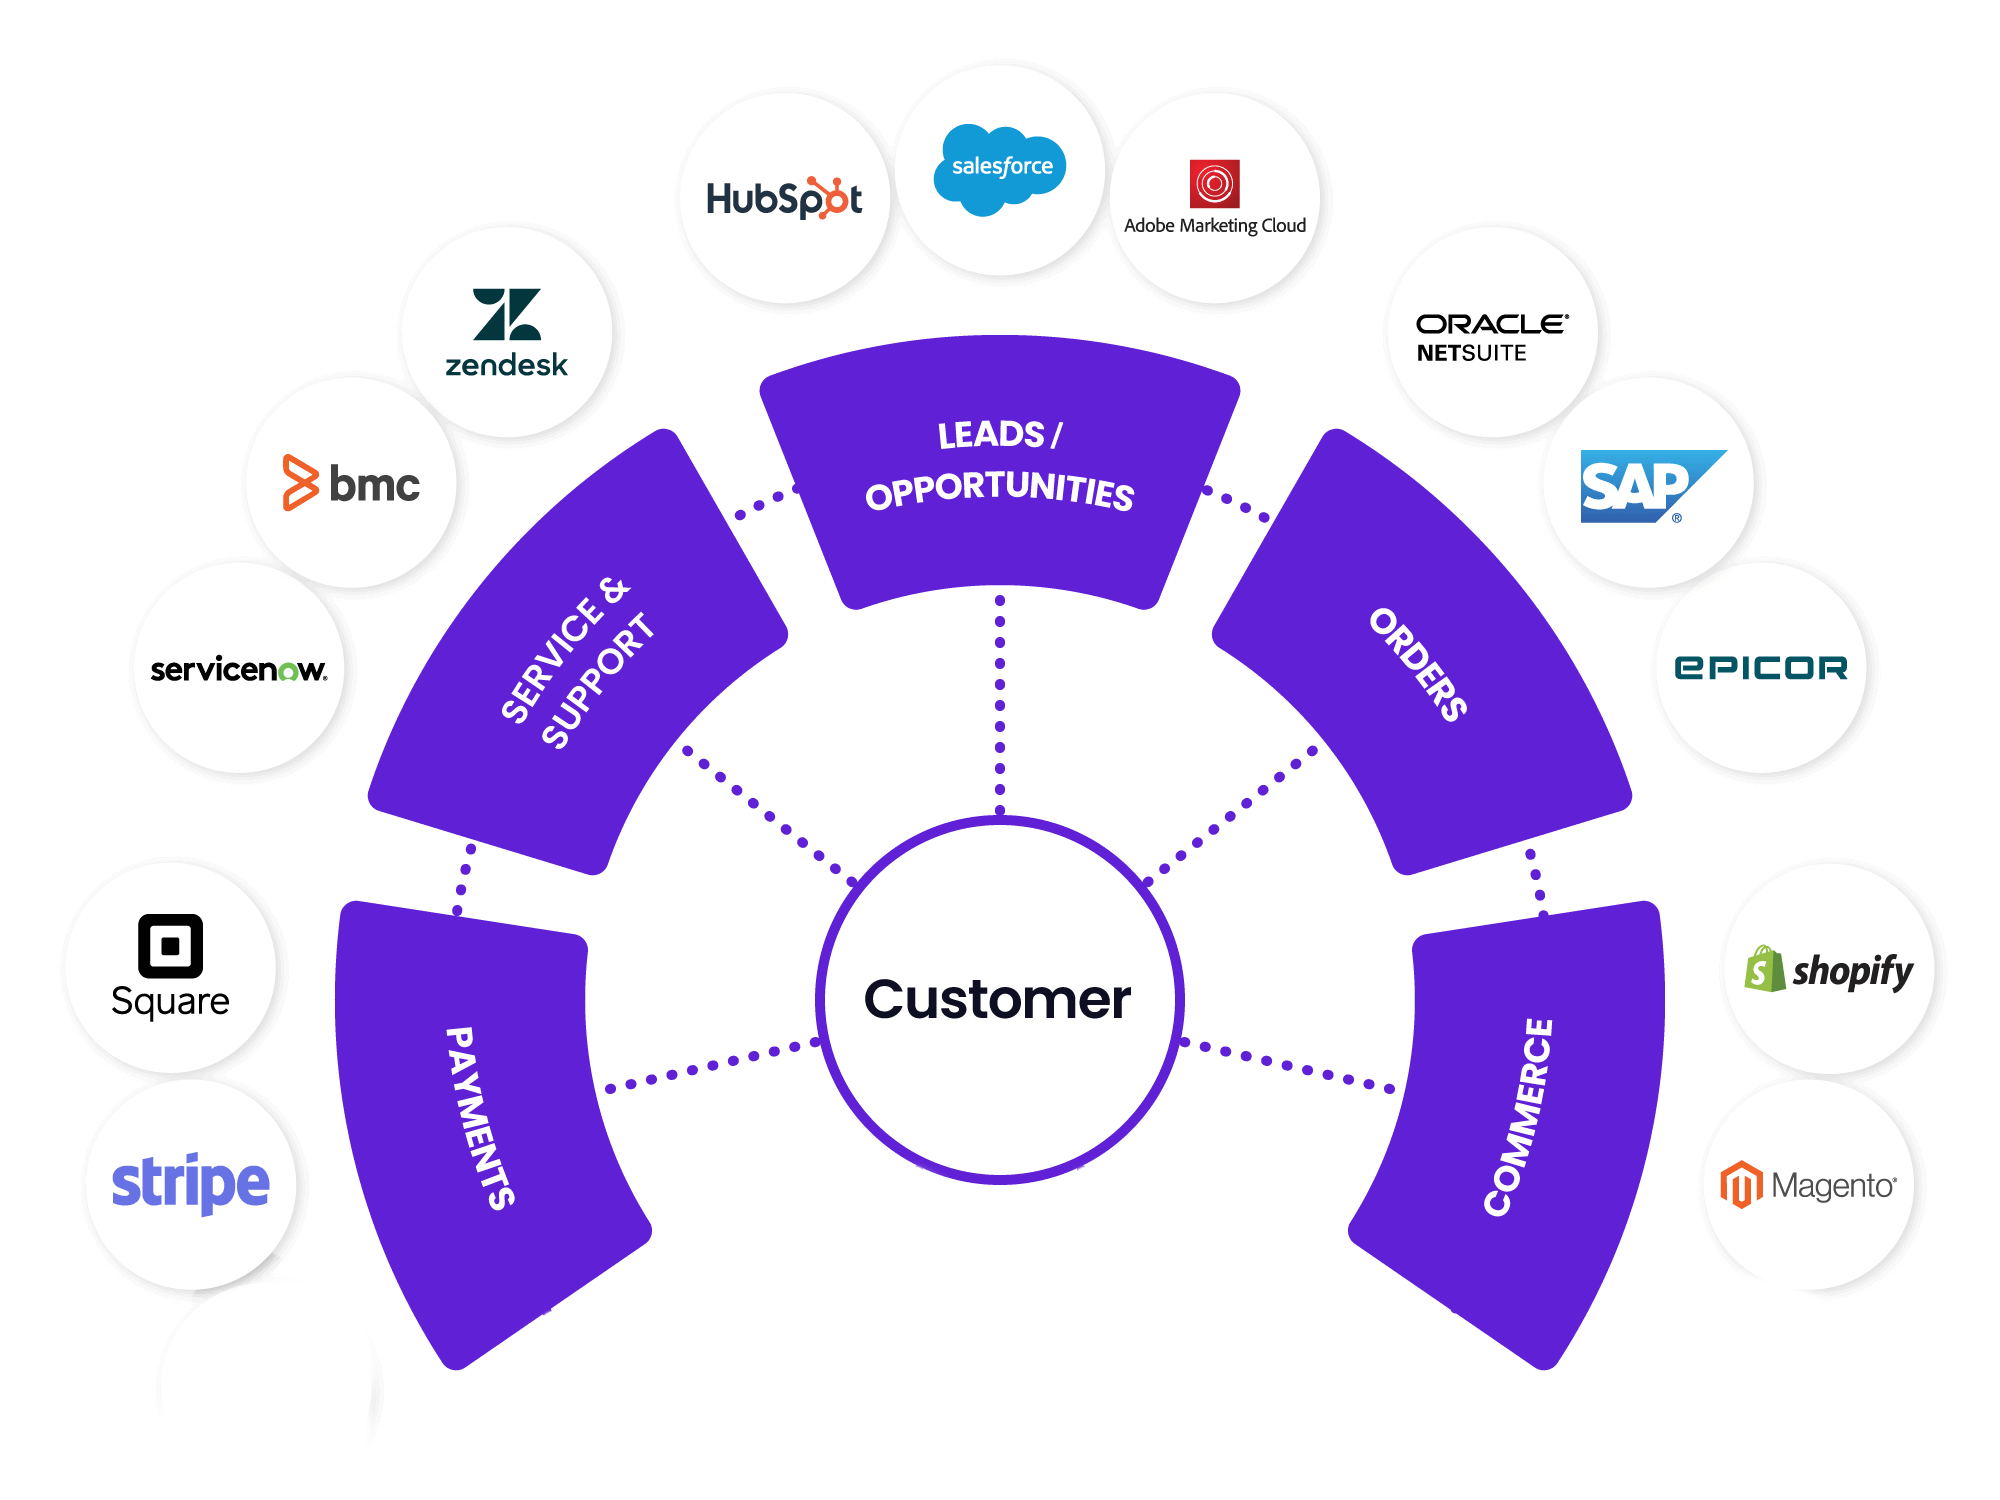 HubSpot
salesforce
Adobe Marketing Cloud
zendesk
ORACLE®
NETSUITE
bmc
SAP
®
servicenow®
EPICOR
LEADS /
OPPORTUNITIES
SERVICE &
SUPPORT
ORDERS
Square
stripe
PAYMENTS
Customer
COMMERCE
shopify
Magento®